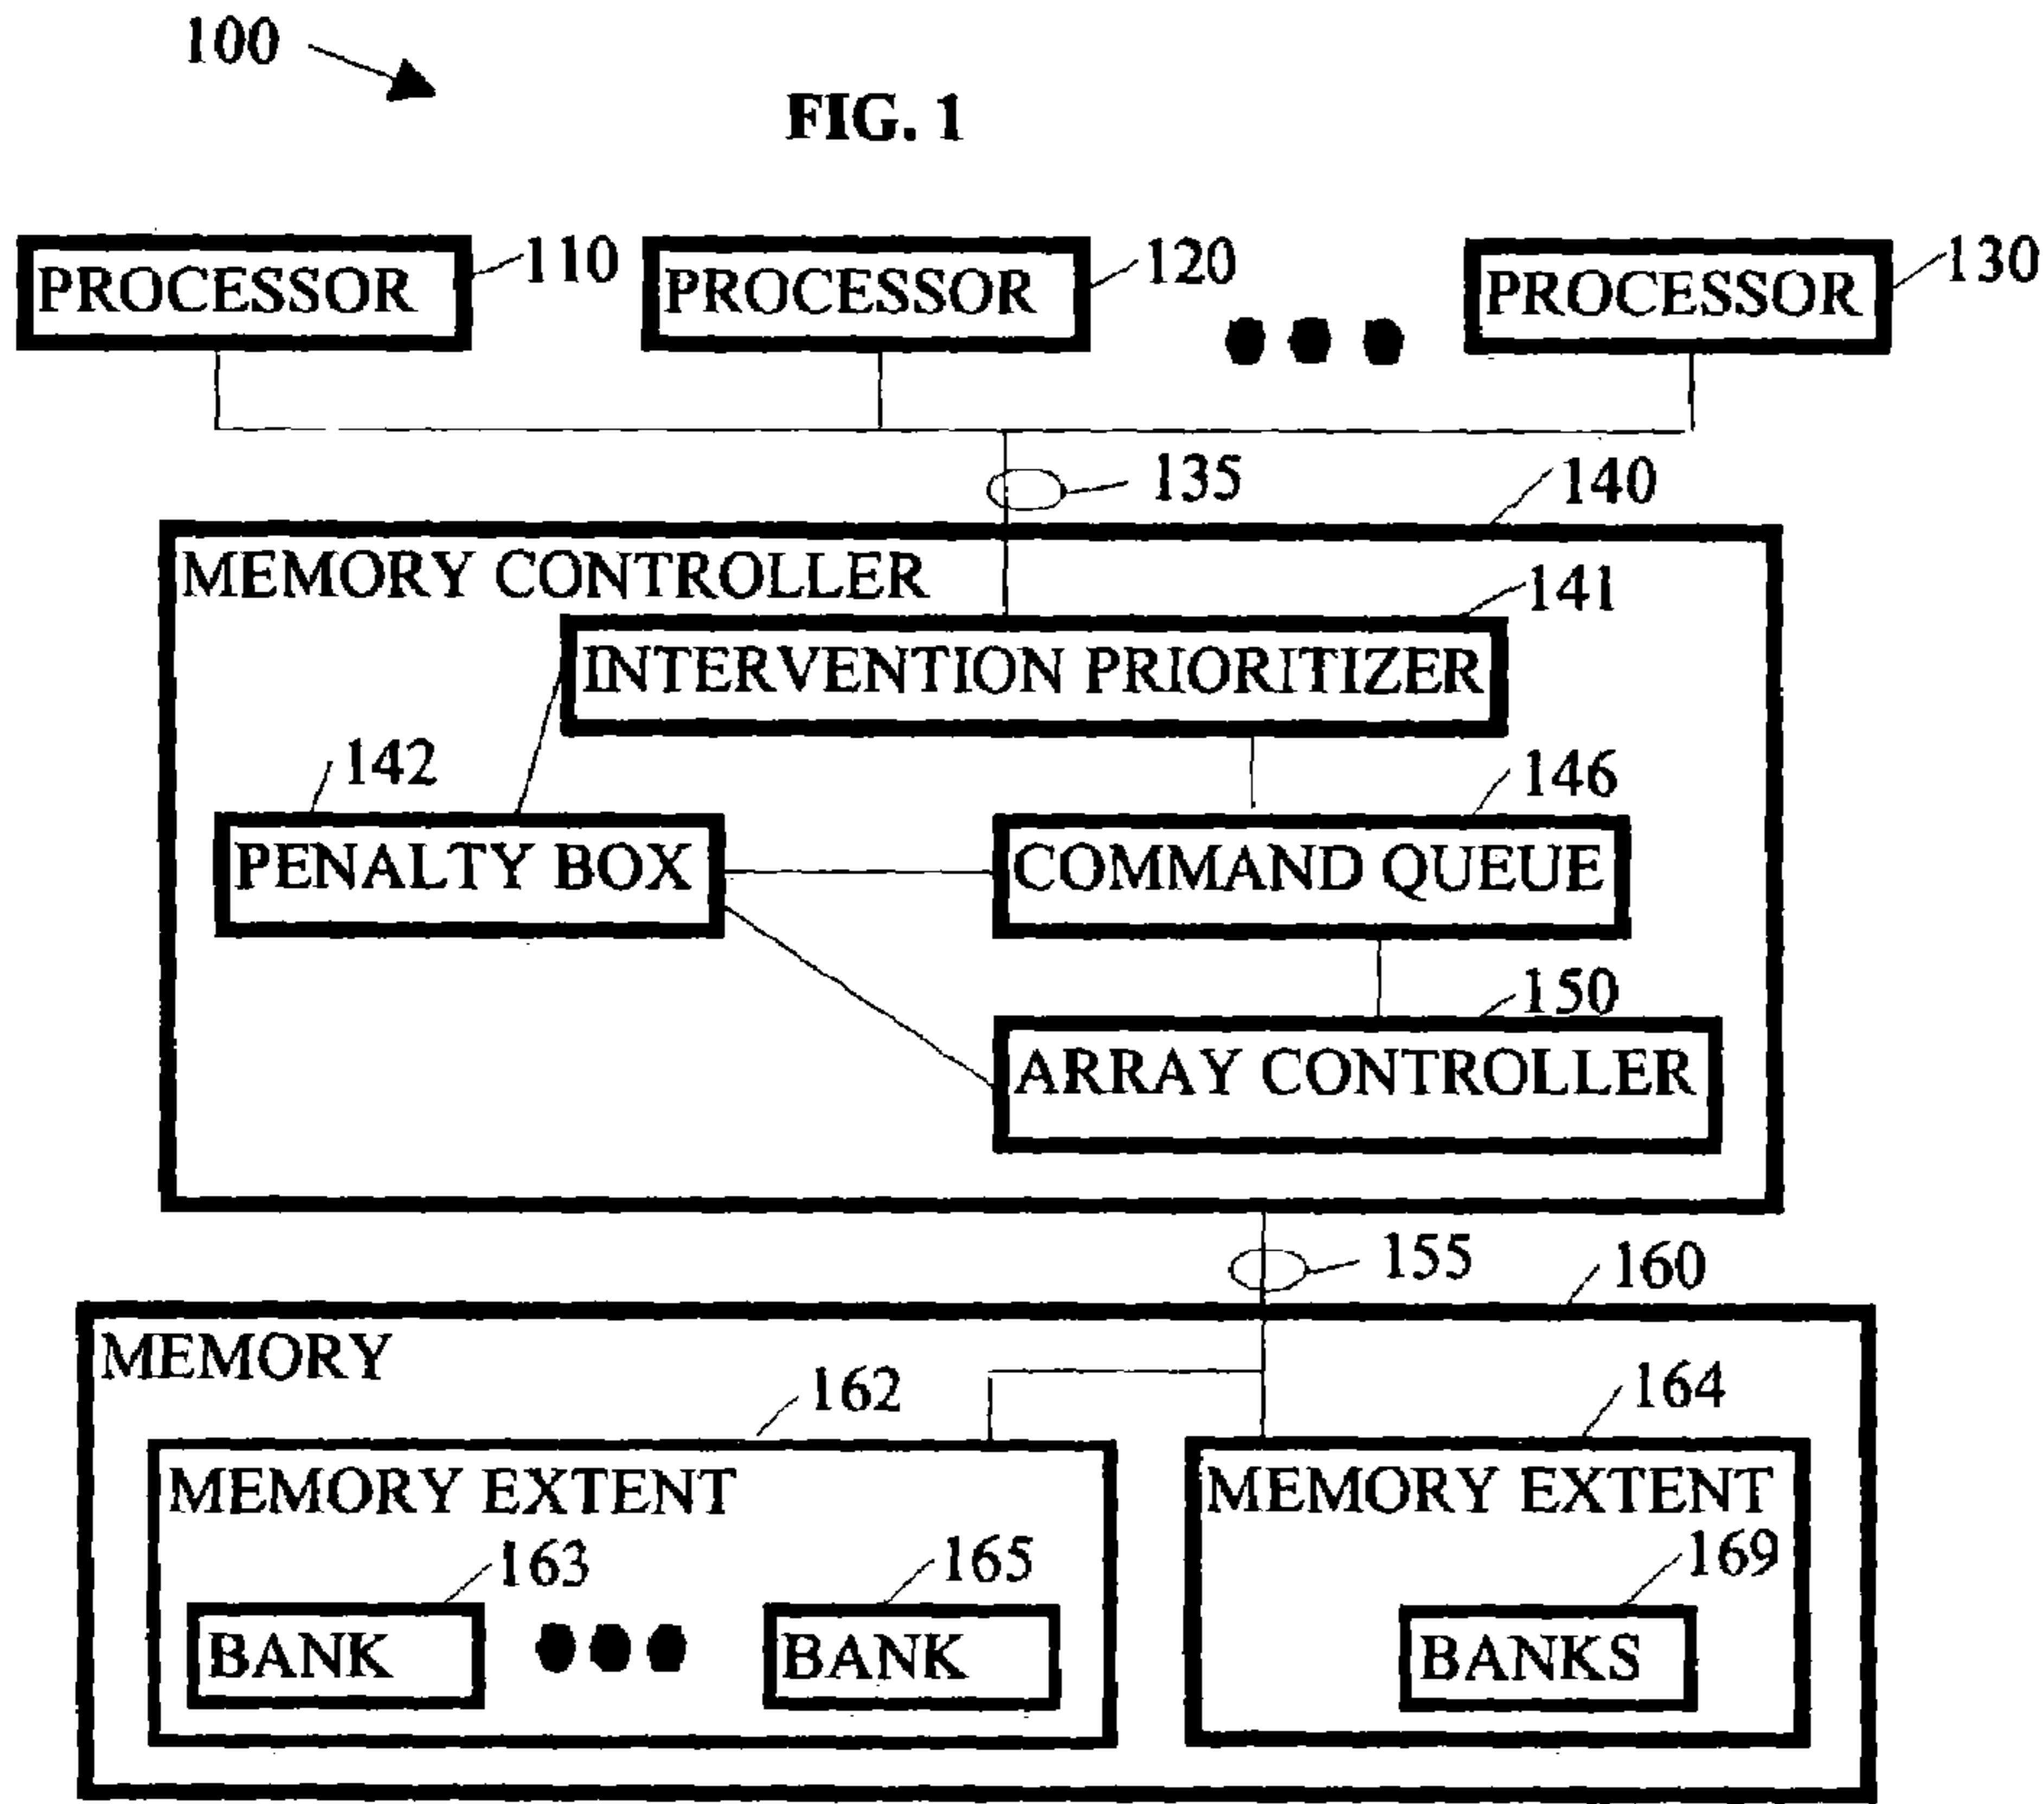 100
FIG. 1
PROCESSOR 110
PROCESSOR 120
PROCESSOR 130
135
140
MEMORY CONTROLLER
141
INTERVENTION PRIORITIZER
142
146
PENALTY BOX
COMMAND QUEUE
150
ARRAY CONTROLLER
155
160
MEMORY
162
164
MEMORY EXTENT
MEMORY EXTENT
163
165
169
BANK
BANK
BANKS